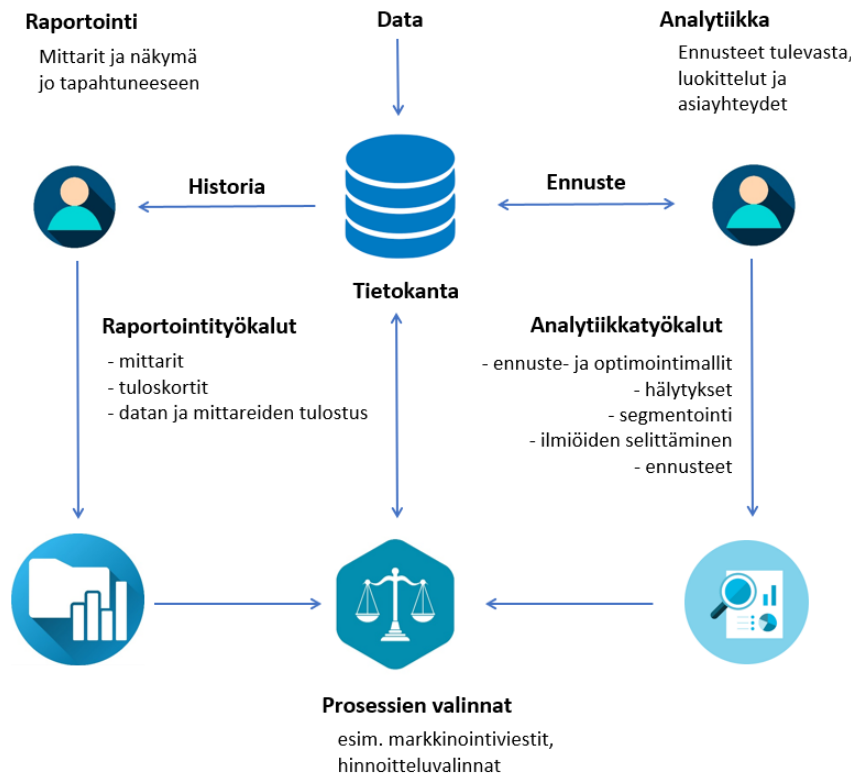 Raportointi
Mittarit ja näkymä
jo tapahtuneeseen
Data
Analytiikka
Ennusteet tulevasta,
luokittelut ja
asiayhteydet
Historia
Ennuste
Tietokanta
Raportointityökalut
- mittarit
- tuloskortit
- datan ja mittareiden tulostus
Analytiikkatyökalut
- ennuste- ja optimointimallit
- hälytykset
- segmentointi
- ilmiöiden selittäminen
- ennusteet
Prosessien valinnat
esim. markkinointiviestit,
hinnoitteluvalinnat